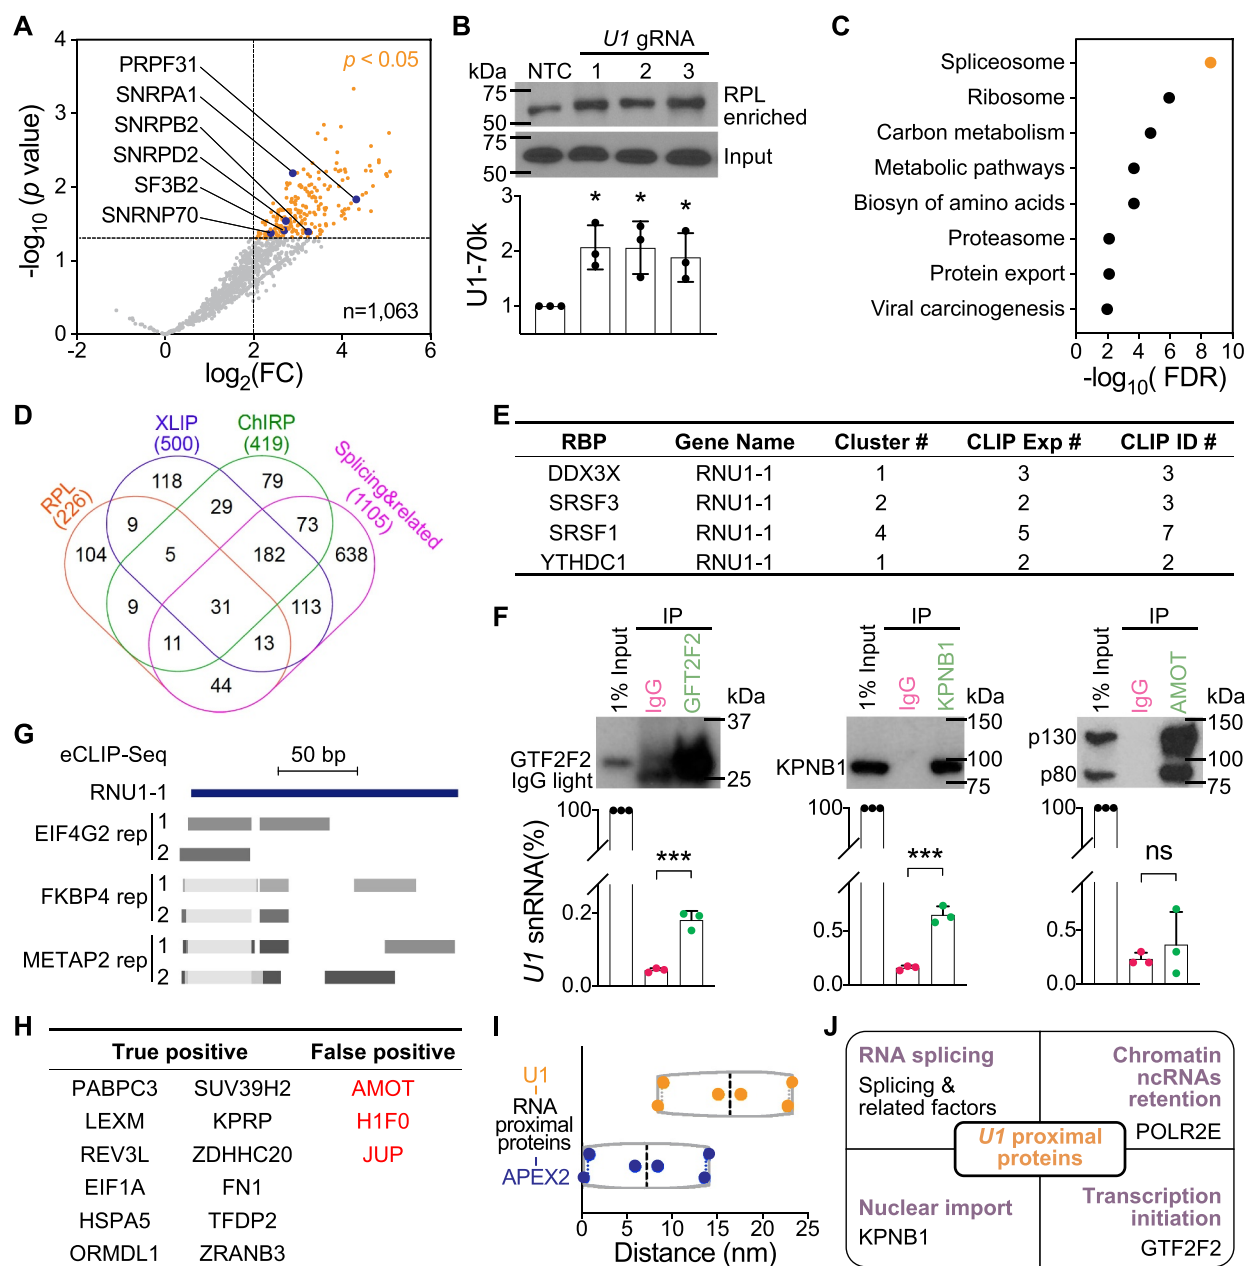 A
4
3
2
1
0
-log10 (p value)
p < 0.05
PRPF31
SNRPA1
SNRPB2
SNRPD2
SF3B2
SNRNP70
n=1,063
-2
0
2
4
6
log2(FC)
B
U1 gRNA
kDa
NTC
1
2
3
75
50
RPL
enriched
75
50
Input
3
2
1
U1-70k
*
*
*
C
Spliceosome
Ribosome
Carbon metabolism
Metabolic pathways
Biosyn of amino acids
Proteasome
Protein export
Viral carcinogenesis
0 2 4 6 8 10
-log10( FDR)
D
XLIP
(500)
ChIRP
(419)
RPL
(226)
Splicing&related
(1105)
118
79
29
9
73
104
5
182
638
9
31
113
11
13
44
E
RBP Gene Name Cluster # CLIP Exp # CLIP ID #
DDX3X RNU1-1 1 3 3
SRSF3 RNU1-1 2 2 3
SRSF1 RNU1-1 4 5 7
YTHDC1 RNU1-1 1 2 2
F
IP
1% Input
IgG
GFT2F2
kDa
37
25
GTF2F2
IgG light
100
0.2
0.0
***
U1 snRNA(%)
IP
1% Input
IgG
KPNB1
kDa
150
100
75
KPNB1
100
0.5
0.0
***
IP
1% Input
IgG
AMOT
kDa
150
100
75
p130
p80
100
0.5
0.0
ns
G
eCLIP-Seq
50 bp
RNU1-1
EIF4G2 rep
1
2
FKBP4 rep
1
2
METAP2 rep
1
2
H
True positive False positive
PABPC3 SUV39H2 AMOT
LEXM KPRP H1F0
REV3L ZDHHC20 JUP
EIF1A FN1
HSPA5 TFDP2
ORMDL1 ZRANB3
I
U1
RNA
proximal
proteins
APEX2
0 5 10 15 20 25
Distance (nm)
J
RNA splicing
Splicing &
related factors
Chromatin
ncRNAs
retention
POLR2E
U1 proximal
proteins
Nuclear import
KPNB1
Transcription
initiation
GTF2F2